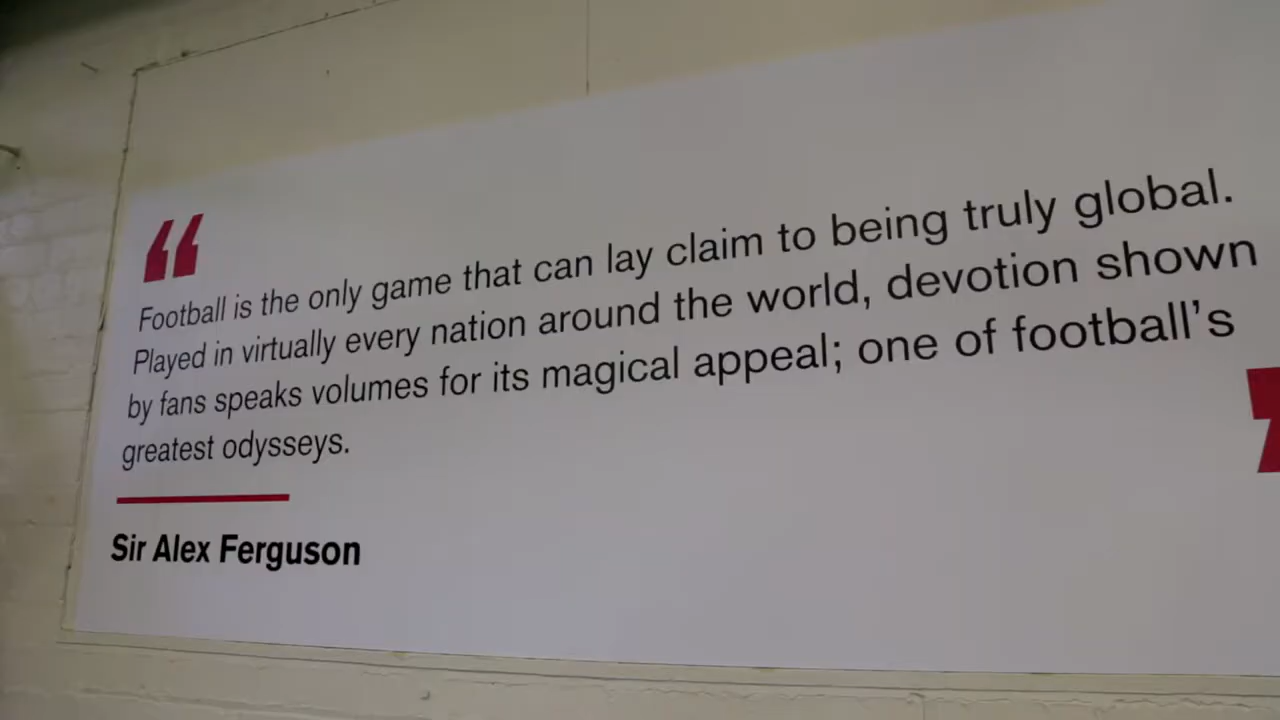 “
Football is the only game that can lay claim to being truly global.
Played in virtually every nation around the world, devotion shown
by fans speaks volumes for its magical appeal; one of football’s
greatest odysseys.
”
Sir Alex Ferguson